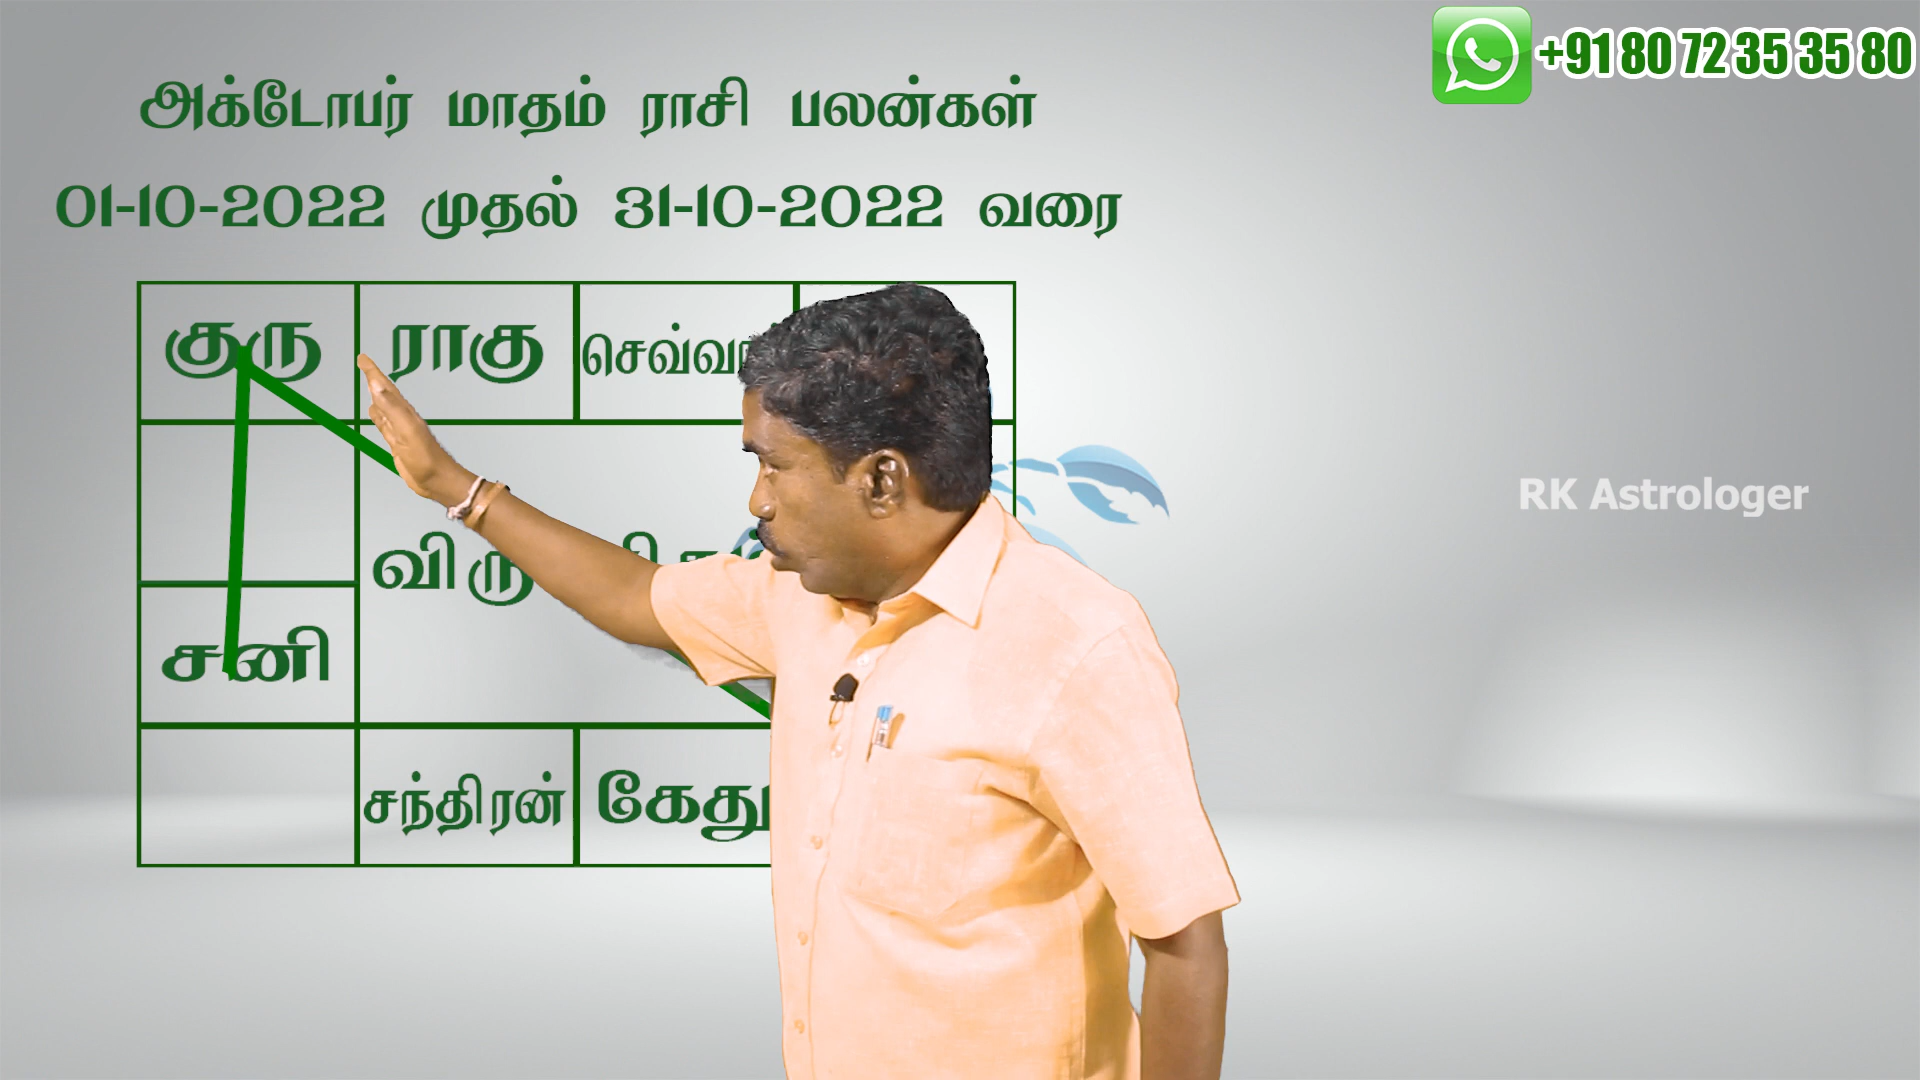 +91 80 72 35 35 80
அக்டோபர் மாதம் ராசி பலன்கள்
01-10-2022 முதல் 31-10-2022 வரை
குரு ராகு
RK Astrologer
சனி
சந்திரன் கேது